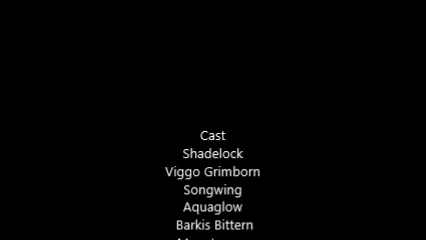 Cast
Shadelock
Viggo Grimborn
Songwing
Aquaglow
Barkis Bittern